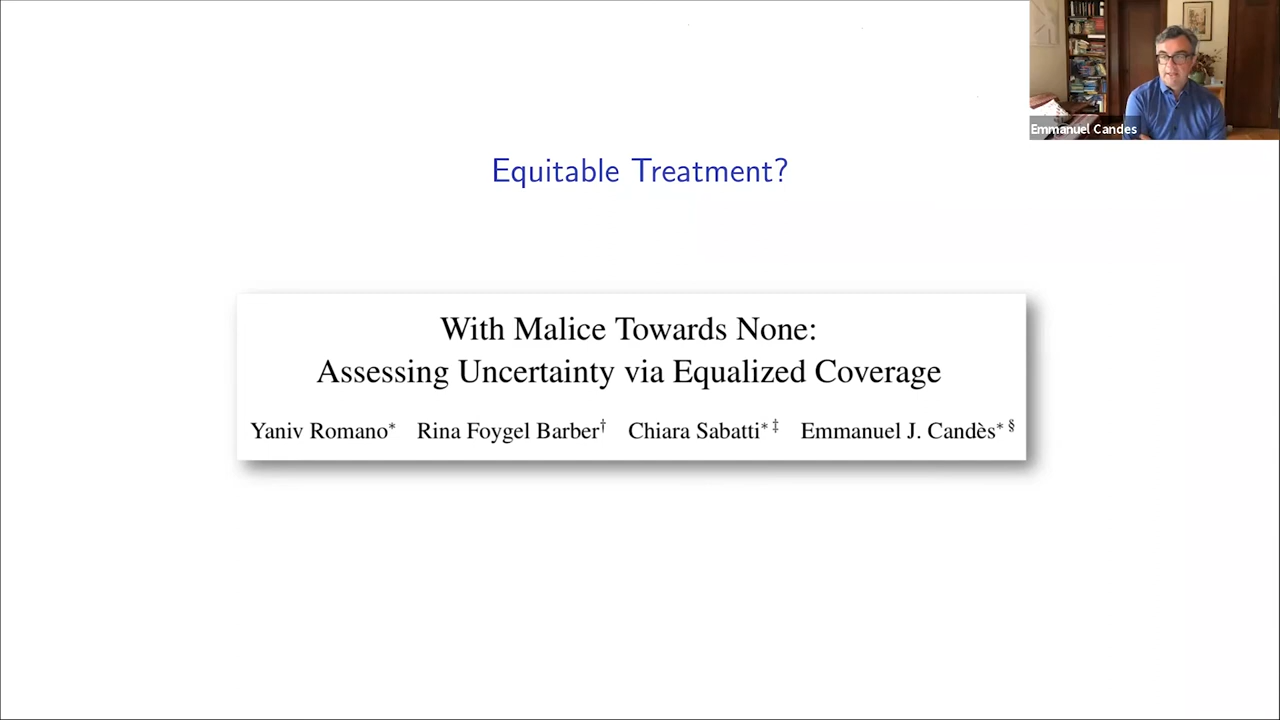 Emmanuel Candes
Equitable Treatment?
With Malice Towards None:
Assessing Uncertainty via Equalized Coverage
Yaniv Romano* Rina Foygel Barber† Chiara Sabatti*‡ Emmanuel J. Candès*§